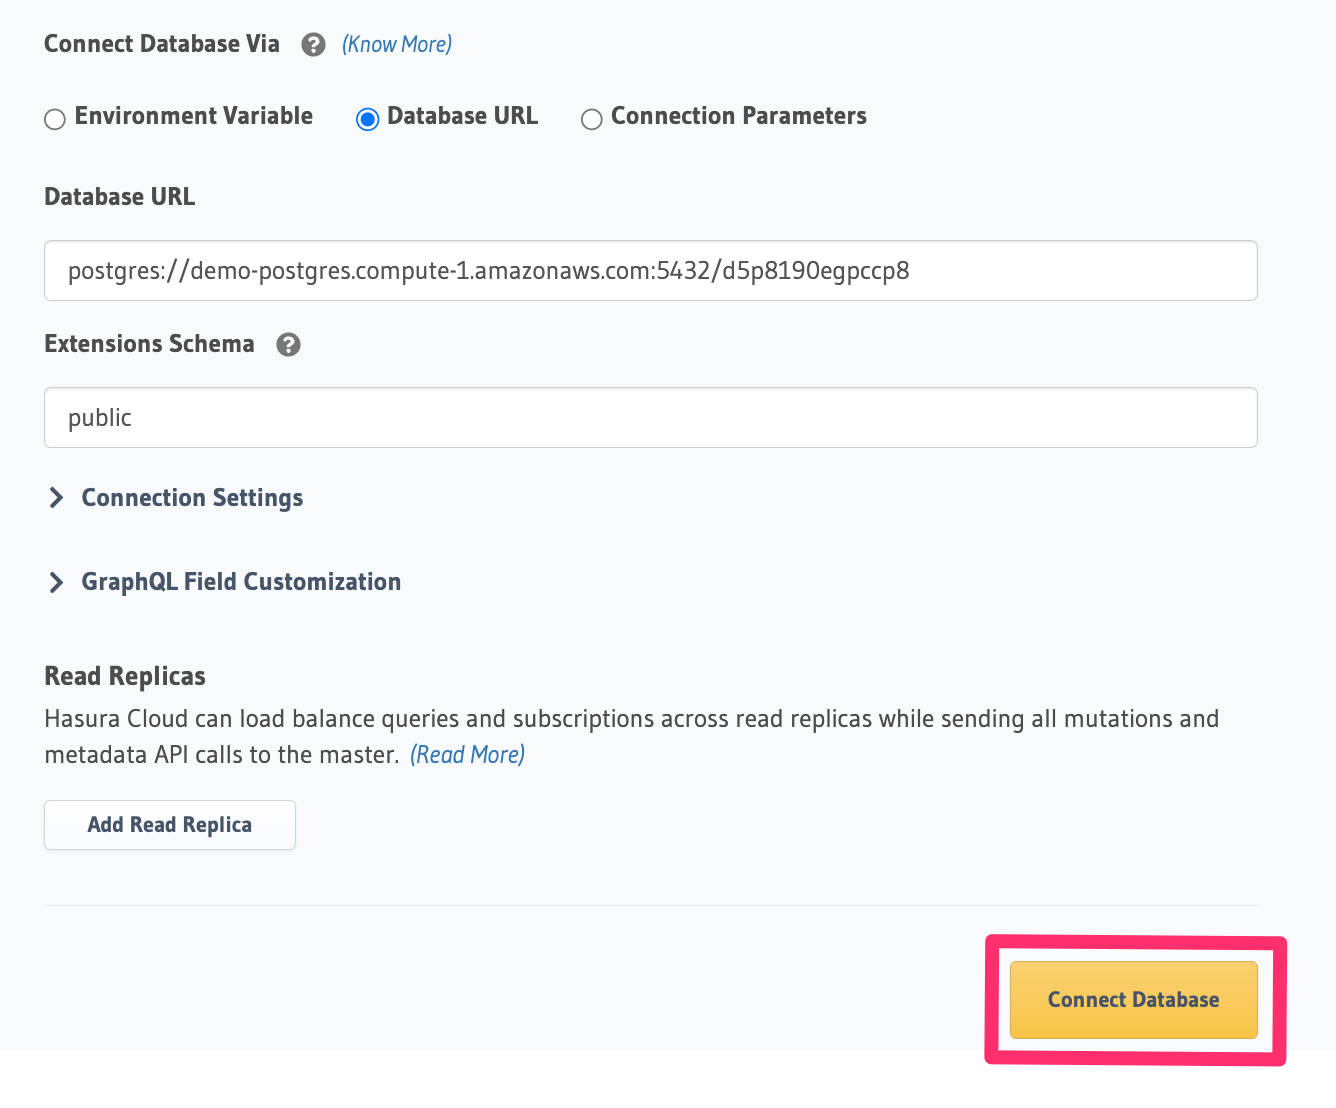 Connect Database Via ? (Know More)
Environment Variable Database URL Connection Parameters
Database URL
postgres://demo-postgres.compute-1.amazonaws.com:5432/d5p8190egpccp8
Extensions Schema ?
public
Connection Settings
GraphQL Field Customization
Read Replicas
Hasura Cloud can load balance queries and subscriptions across read replicas while sending all mutations and
metadata API calls to the master. (Read More)
Add Read Replica
Connect Database